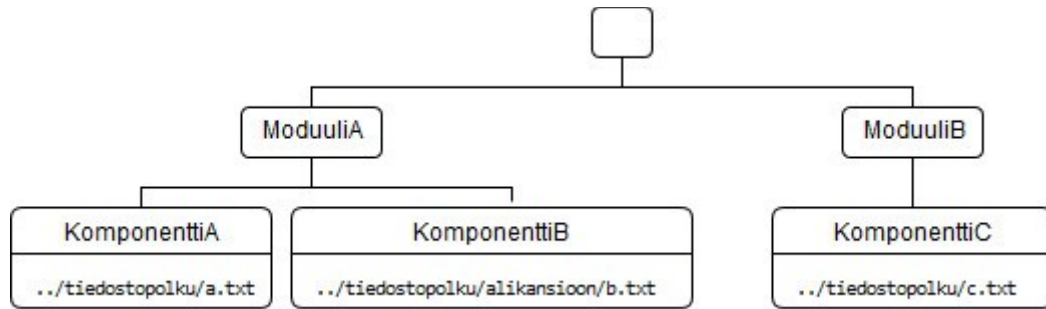 ModuuliA
ModuuliB
KomponenttiA
KomponenttiB
KomponenttiC
../tiedostopolku/a.txt
../tiedostopolku/alikansioon/b.txt
../tiedostopolku/c.txt